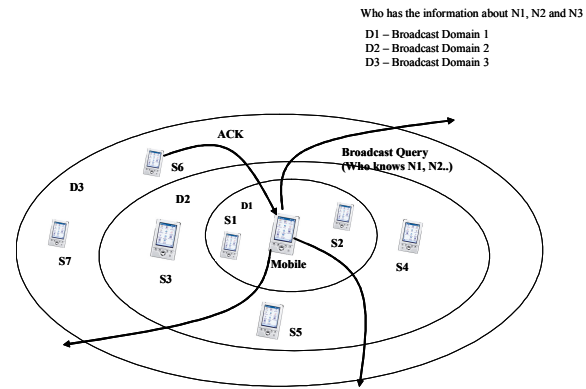 Who has the information about N1, N2 and N3
D1 – Broadcast Domain 1
D2 – Broadcast Domain 2
D3 – Broadcast Domain 3
ACK
Broadcast Query
(Who knows N1, N2..)
S6
D3
D2
D1
S1
S2
S7
S3
Mobile
S4
S5